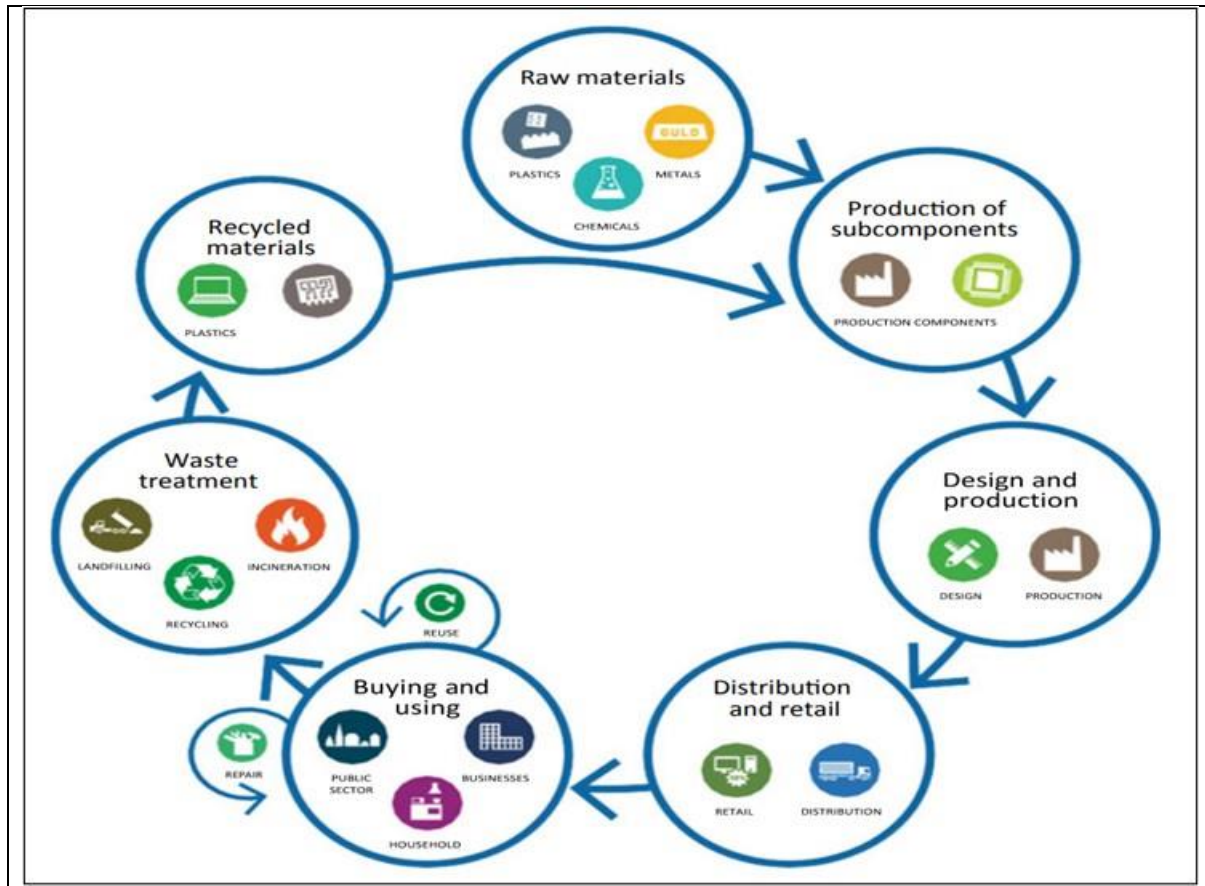 Raw materials
GULD
PLASTICS
METALS
CHEMICALS
Production of
subcomponents
PRODUCTION COMPONENTS
Design and
production
DESIGN
PRODUCTION
Distribution
and retail
RETAIL
DISTRIBUTION
Buying and
using
PUBLIC
SECTOR
BUSINESSES
HOUSEHOLD
REUSE
REPAIR
Waste
treatment
LANDFILLING
INCINERATION
RECYCLING
Recycled
materials
PLASTICS